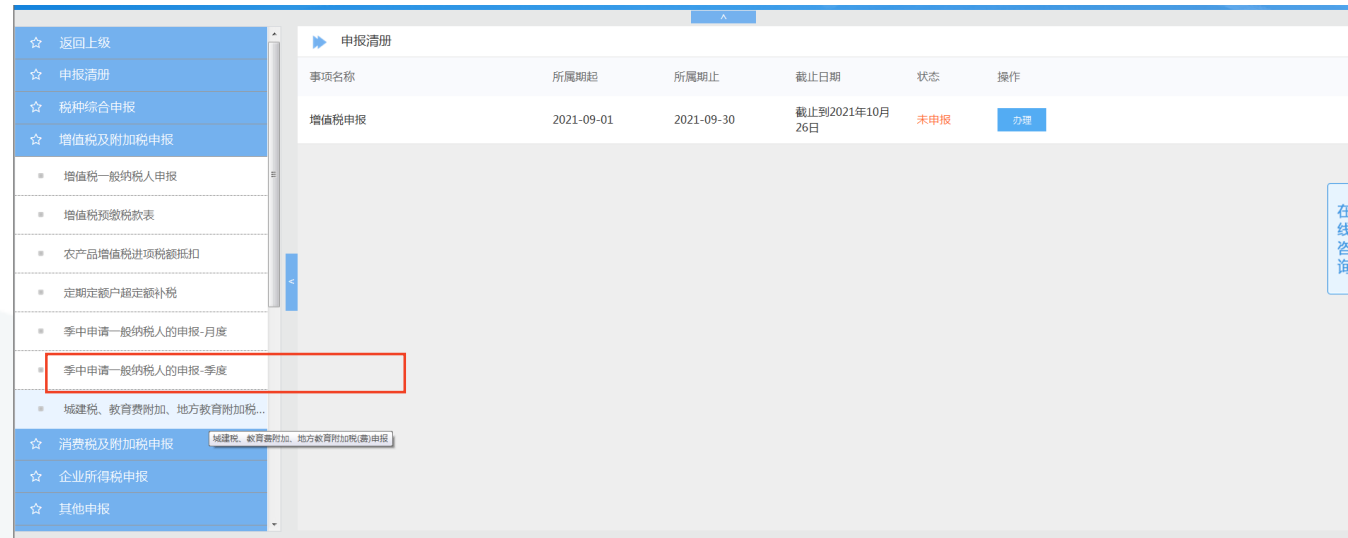 返回上级
申报清册
税种综合申报
增值税及附加税申报
增值税一般纳税人申报
增值税预缴税款表
农产品增值税进项税额抵扣
定期定额户超定额补税
季中申请一般纳税人的申报-月度
季中申请一般纳税人的申报-季度
城建税、教育费附加、地方教育附加税...
城建税、教育费附加、地方教育附加税(费)申报
消费税及附加税申报
企业所得税申报
其他申报
申报清册
事项名称 所属期起 所属期止 截止日期 状态 操作
增值税申报 2021-09-01 2021-09-30 截止到2021年10月
26日 未申报 办理
在
线
咨
询